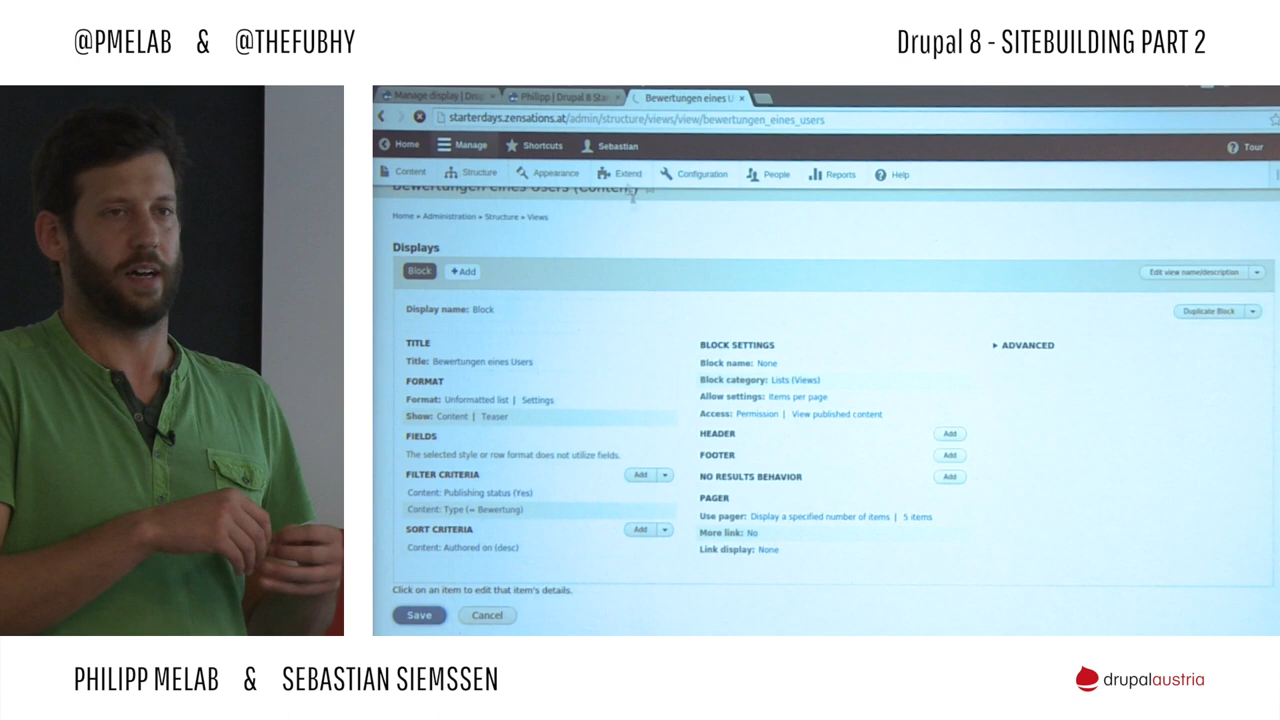 @PMELAB & @THEFUBHY
Drupal 8 - SITEBUILDING PART 2
Manage display | Drup
Philipp | Drupal 8 Sta
Bewertungen eines U
starterdays.zensations.at/admin/structure/views/view/bewertungen_eines_users
Home Manage Shortcuts Sebastian Tour
Content Structure Appearance Extend Configuration People Reports Help
Bewertungen eines Users (Content)
Home » Administration » Structure » Views
Displays
Block +Add Edit view name/description
Display name: Block Duplicate Block
TITLE
Title: Bewertungen eines Users
FORMAT
Format: Unformatted list | Settings
Show: Content | Teaser
FIELDS
The selected style or row format does not utilize fields.
FILTER CRITERIA Add
Content: Publishing status (Yes)
Content: Type (= Bewertung)
SORT CRITERIA Add
Content: Authored on (desc)
BLOCK SETTINGS
Block name: None
Block category: Lists (Views)
Allow settings: Items per page
Access: Permission | View published content
HEADER Add
FOOTER Add
NO RESULTS BEHAVIOR Add
PAGER
Use pager: Display a specified number of items | 5 items
More link: No
Link display: None
ADVANCED
Click on an item to edit that item's details.
Save Cancel
PHILIPP MELAB & SEBASTIAN SIEMSSEN
drupalaustria